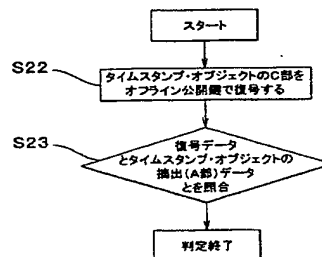 スタート
S22
タイムスタンプ・オブジェクトのC部を
オフライン公開鍵で復号する
S23
復号データ
とタイムスタンプ・オブジェクトの
摘出(A部)データ
とを照合
判定終了